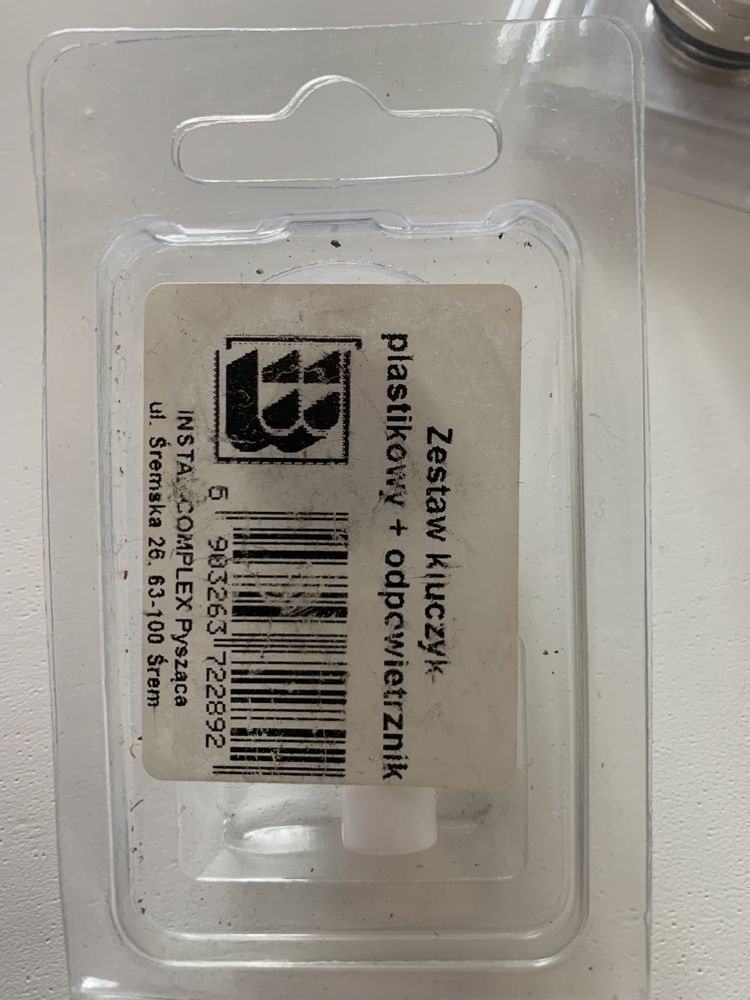 Zestaw kluczyk
plastikowy + odpowietrznik
5 903263 722892
INSTAL-COMPLEX Pysząca
ul. Śremska 26, 63-100 Śrem